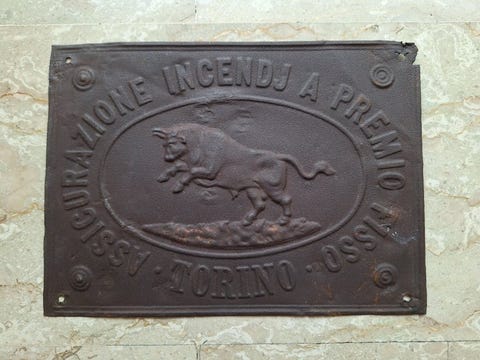 ASSICURAZIONE INCENDJ A PREMIO FISSO
· TORINO ·